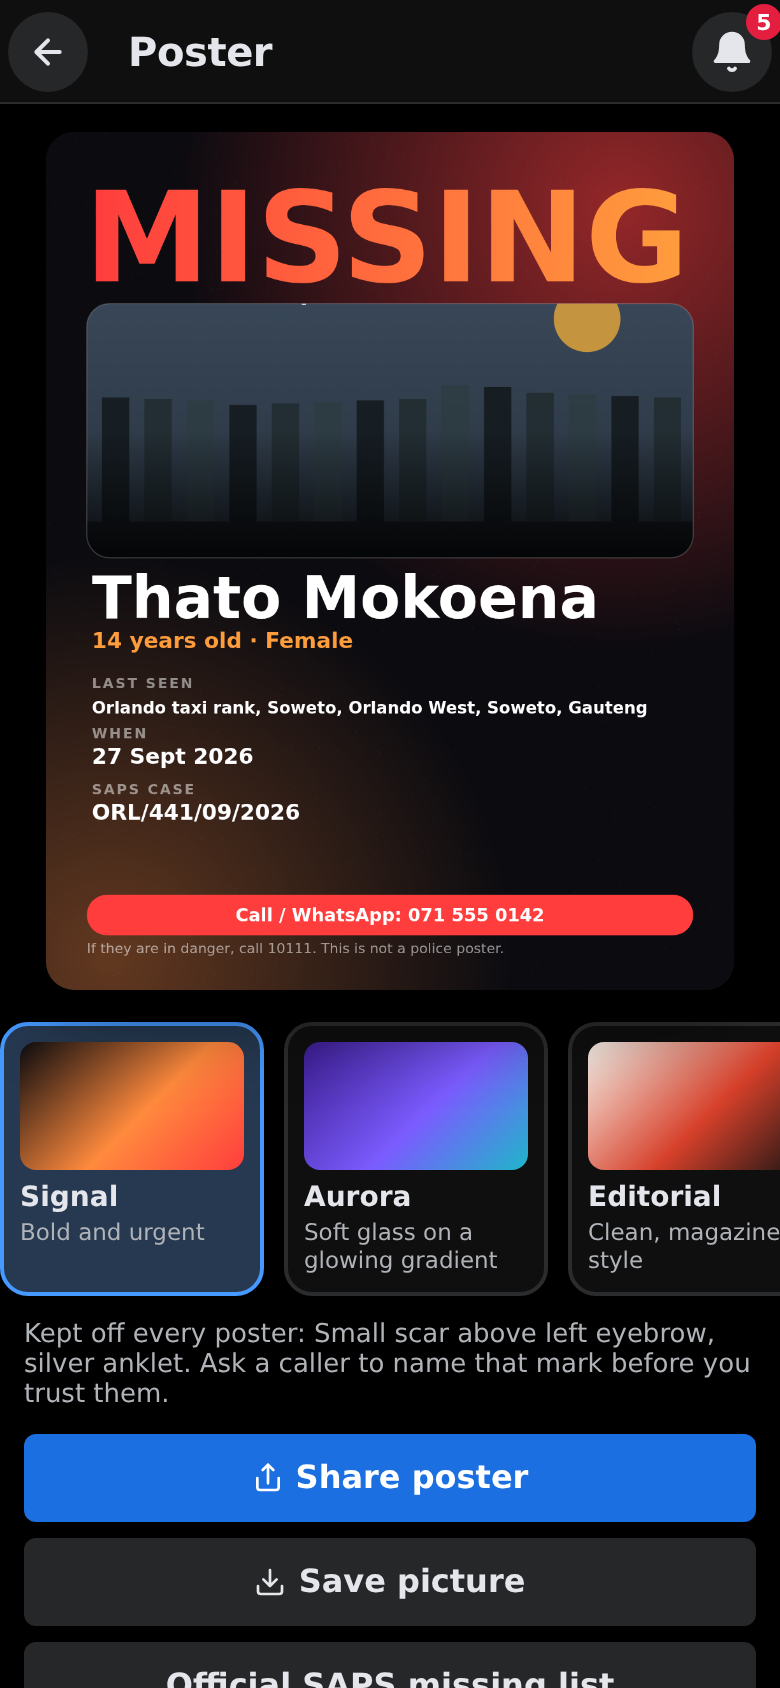 Poster
5
MISSING
Thato Mokoena
14 years old · Female
LAST SEEN
Orlando taxi rank, Soweto, Orlando West, Soweto, Gauteng
WHEN
27 Sept 2026
SAPS CASE
ORL/441/09/2026
Call / WhatsApp: 071 555 0142
If they are in danger, call 10111. This is not a police poster.
Signal
Bold and urgent
Aurora
Soft glass on a
glowing gradient
Editorial
Clean, magazine
style
Kept off every poster: Small scar above left eyebrow,
silver anklet. Ask a caller to name that mark before you
trust them.
Share poster
Save picture
Official SAPS missing list